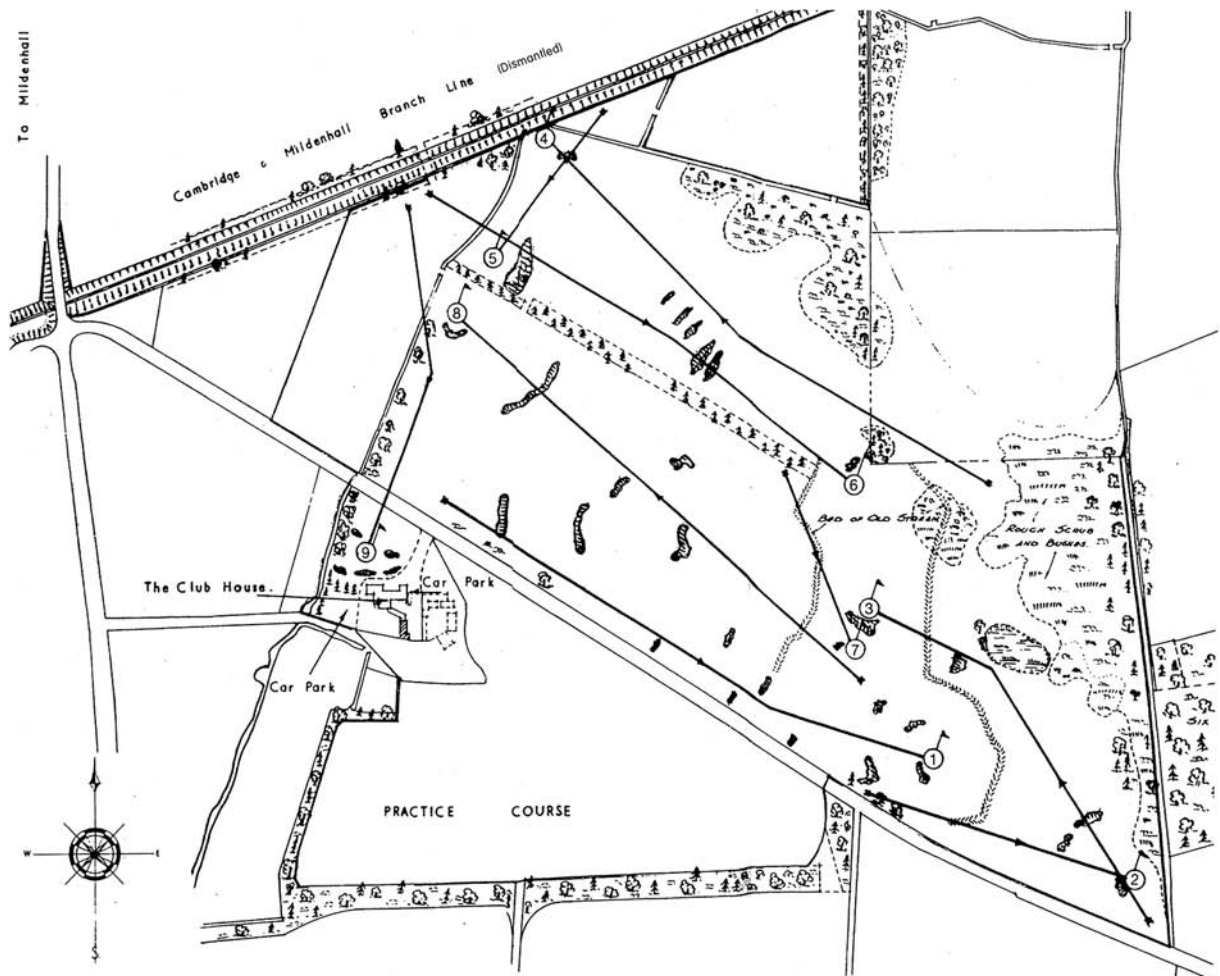 To Mildenhall
Cambridge & Mildenhall Branch Line (Dismantled)
4
5
8
6
BED OF OLD STREAM
ROUGH SCRUB
AND BUSHES.
9
The Club House.
Car Park
3
7
Car Park
SIX
1
PRACTICE COURSE
2
W
E
S